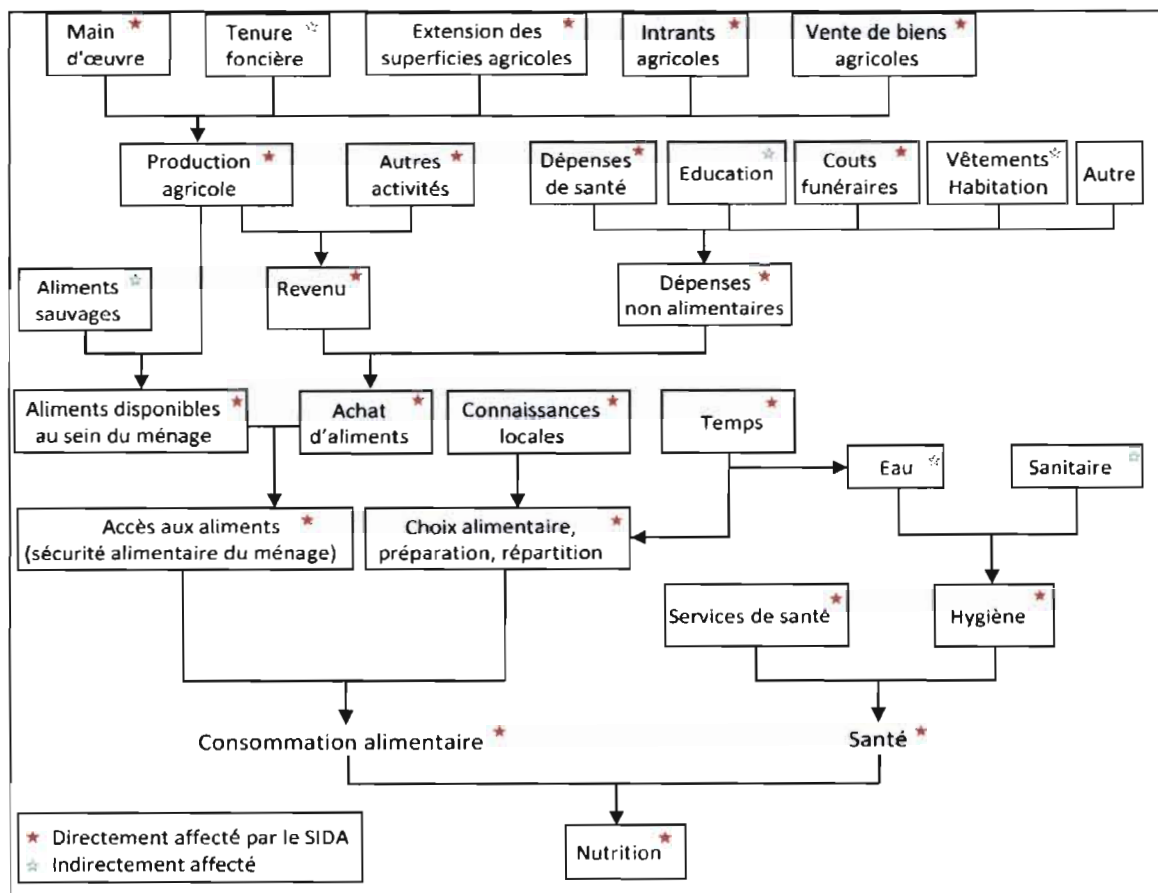 Main
d'œuvre
Tenure
foncière
Extension des
superficies agricoles
Intrants
agricoles
Vente de biens
agricoles
Production
agricole
Autres
activités
Dépenses
de santé
Education
Couts
funéraires
Vêtements
Habitation
Autre
Aliments
sauvages
Revenu
Dépenses
non alimentaires
Aliments disponibles
au sein du ménage
Achat
d'aliments
Connaissances
locales
Temps
Eau
Sanitaire
Accès aux aliments
(sécurité alimentaire du ménage)
Choix alimentaire,
préparation, répartition
Services de santé
Hygiène
Consommation alimentaire
Santé
Directement affecté par le SIDA
Indirectement affecté
Nutrition